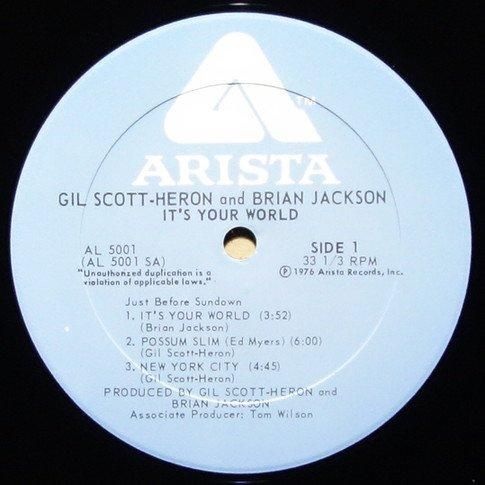 TM
ARISTA
GIL SCOTT-HERON and BRIAN JACKSON
IT'S YOUR WORLD
AL 5001
(AL 5001 SA)
"Unauthorized duplication is a
violation of applicable laws."
SIDE 1
33 1/3 RPM
Ⓟ1976 Arista Records, Inc.
Just Before Sundown
1. IT'S YOUR WORLD (3:52)
(Brian Jackson)
2. POSSUM SLIM (Ed Myers) (6:00)
(Gil Scott-Heron)
3. NEW YORK CITY (4:45)
(Gil Scott-Heron)
PRODUCED BY GIL SCOTT-HERON and
BRIAN JACKSON
Associate Producer: Tom Wilson